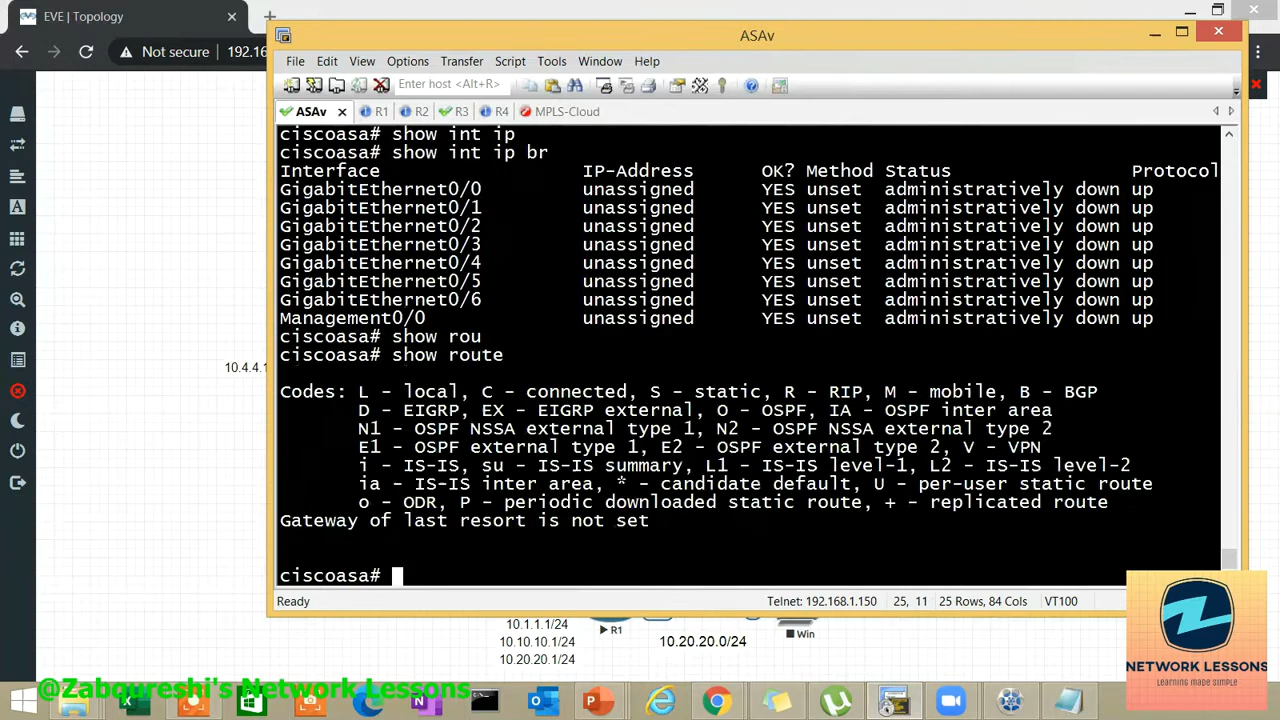 EVE | Topology
Not secure
192.16
ASAv
File Edit View Options Transfer Script Tools Window Help
Enter host <Alt+R>
ASAv R1 R2 R3 R4 MPLS-Cloud
ciscoasa# show int ip
ciscoasa# show int ip br
Interface IP-Address OK? Method Status Protocol
GigabitEthernet0/0 unassigned YES unset administratively down up
GigabitEthernet0/1 unassigned YES unset administratively down up
GigabitEthernet0/2 unassigned YES unset administratively down up
GigabitEthernet0/3 unassigned YES unset administratively down up
GigabitEthernet0/4 unassigned YES unset administratively down up
GigabitEthernet0/5 unassigned YES unset administratively down up
GigabitEthernet0/6 unassigned YES unset administratively down up
Management0/0 unassigned YES unset administratively down up
ciscoasa# show rou
ciscoasa# show route
Codes: L - local, C - connected, S - static, R - RIP, M - mobile, B - BGP
D - EIGRP, EX - EIGRP external, O - OSPF, IA - OSPF inter area
N1 - OSPF NSSA external type 1, N2 - OSPF NSSA external type 2
E1 - OSPF external type 1, E2 - OSPF external type 2, V - VPN
i - IS-IS, su - IS-IS summary, L1 - IS-IS level-1, L2 - IS-IS level-2
ia - IS-IS inter area, * - candidate default, U - per-user static route
o - ODR, P - periodic downloaded static route, + - replicated route
Gateway of last resort is not set
ciscoasa#
10.4.4.1
Ready Telnet: 192.168.1.150 25, 11 25 Rows, 84 Cols VT100
10.1.1.1/24
R1
Win
10.10.10.1/24
10.20.20.0/24
10.20.20.1/24
NETWORK LESSONS
Learning made simple
@Zaboureshi's Network Lessons